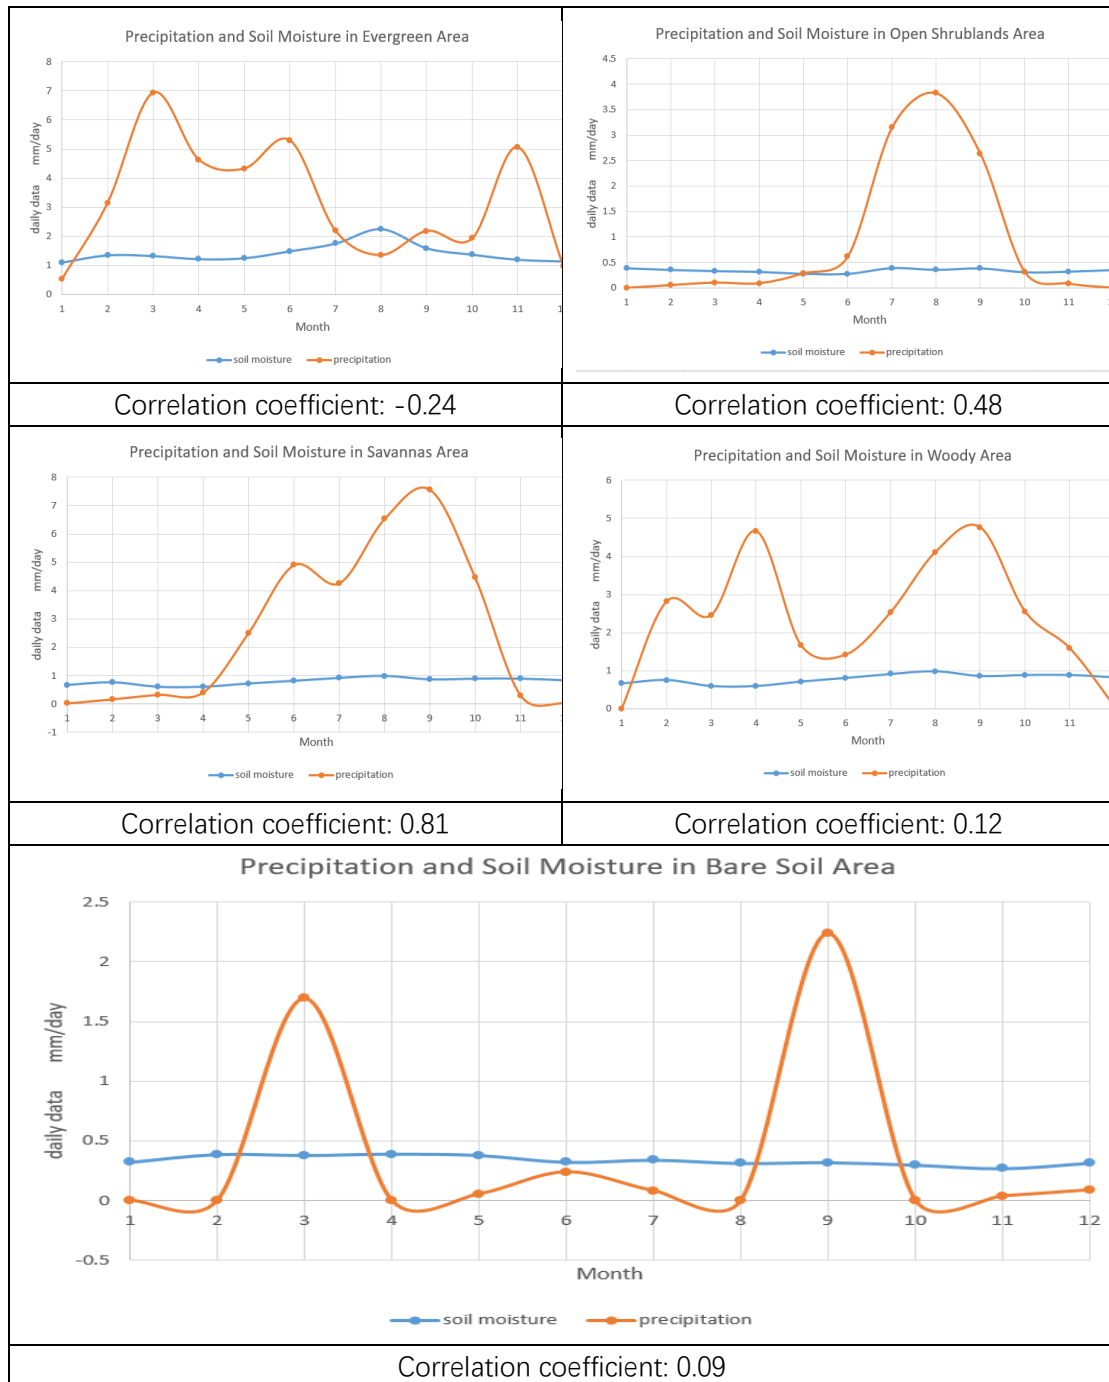 Precipitation and Soil Moisture in Evergreen Area
8
7
6
5
4
3
2
1
0
daily data mm/day
1 2 3 4 5 6 7 8 9 10 11 1
Month
soil moisture precipitation
Correlation coefficient: -0.24
Precipitation and Soil Moisture in Open Shrublands Area
4.5
4
3.5
3
2.5
2
1.5
1
0.5
0
daily data mm/day
1 2 3 4 5 6 7 8 9 10 11 1
Month
soil moisture precipitation
Correlation coefficient: 0.48
Precipitation and Soil Moisture in Savannas Area
8
7
6
5
4
3
2
1
0
-1
daily data mm/day
1 2 3 4 5 6 7 8 9 10 11 1
Month
soil moisture precipitation
Correlation coefficient: 0.81
Precipitation and Soil Moisture in Woody Area
6
5
4
3
2
1
0
daily data mm/day
1 2 3 4 5 6 7 8 9 10 11
Month
soil moisture precipitation
Correlation coefficient: 0.12
Precipitation and Soil Moisture in Bare Soil Area
2.5
2
1.5
1
0.5
0
-0.5
daily data mm/day
1 2 3 4 5 6 7 8 9 10 11 12
Month
soil moisture precipitation
Correlation coefficient: 0.09